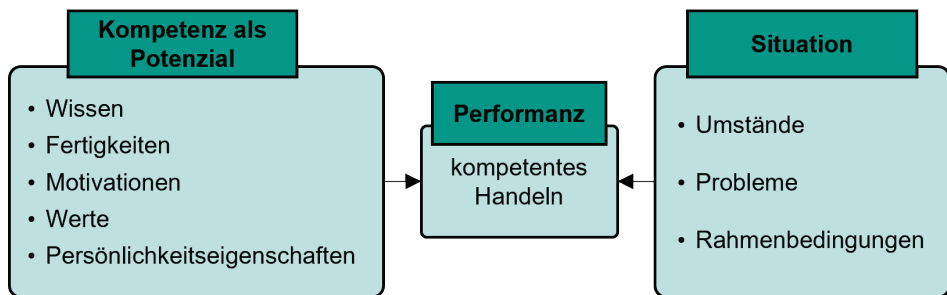 Kompetenz als
Potenzial
• Wissen
• Fertigkeiten
• Motivationen
• Werte
• Persönlichkeitseigenschaften
Performanz
kompetentes
Handeln
Situation
• Umstände
• Probleme
• Rahmenbedingungen